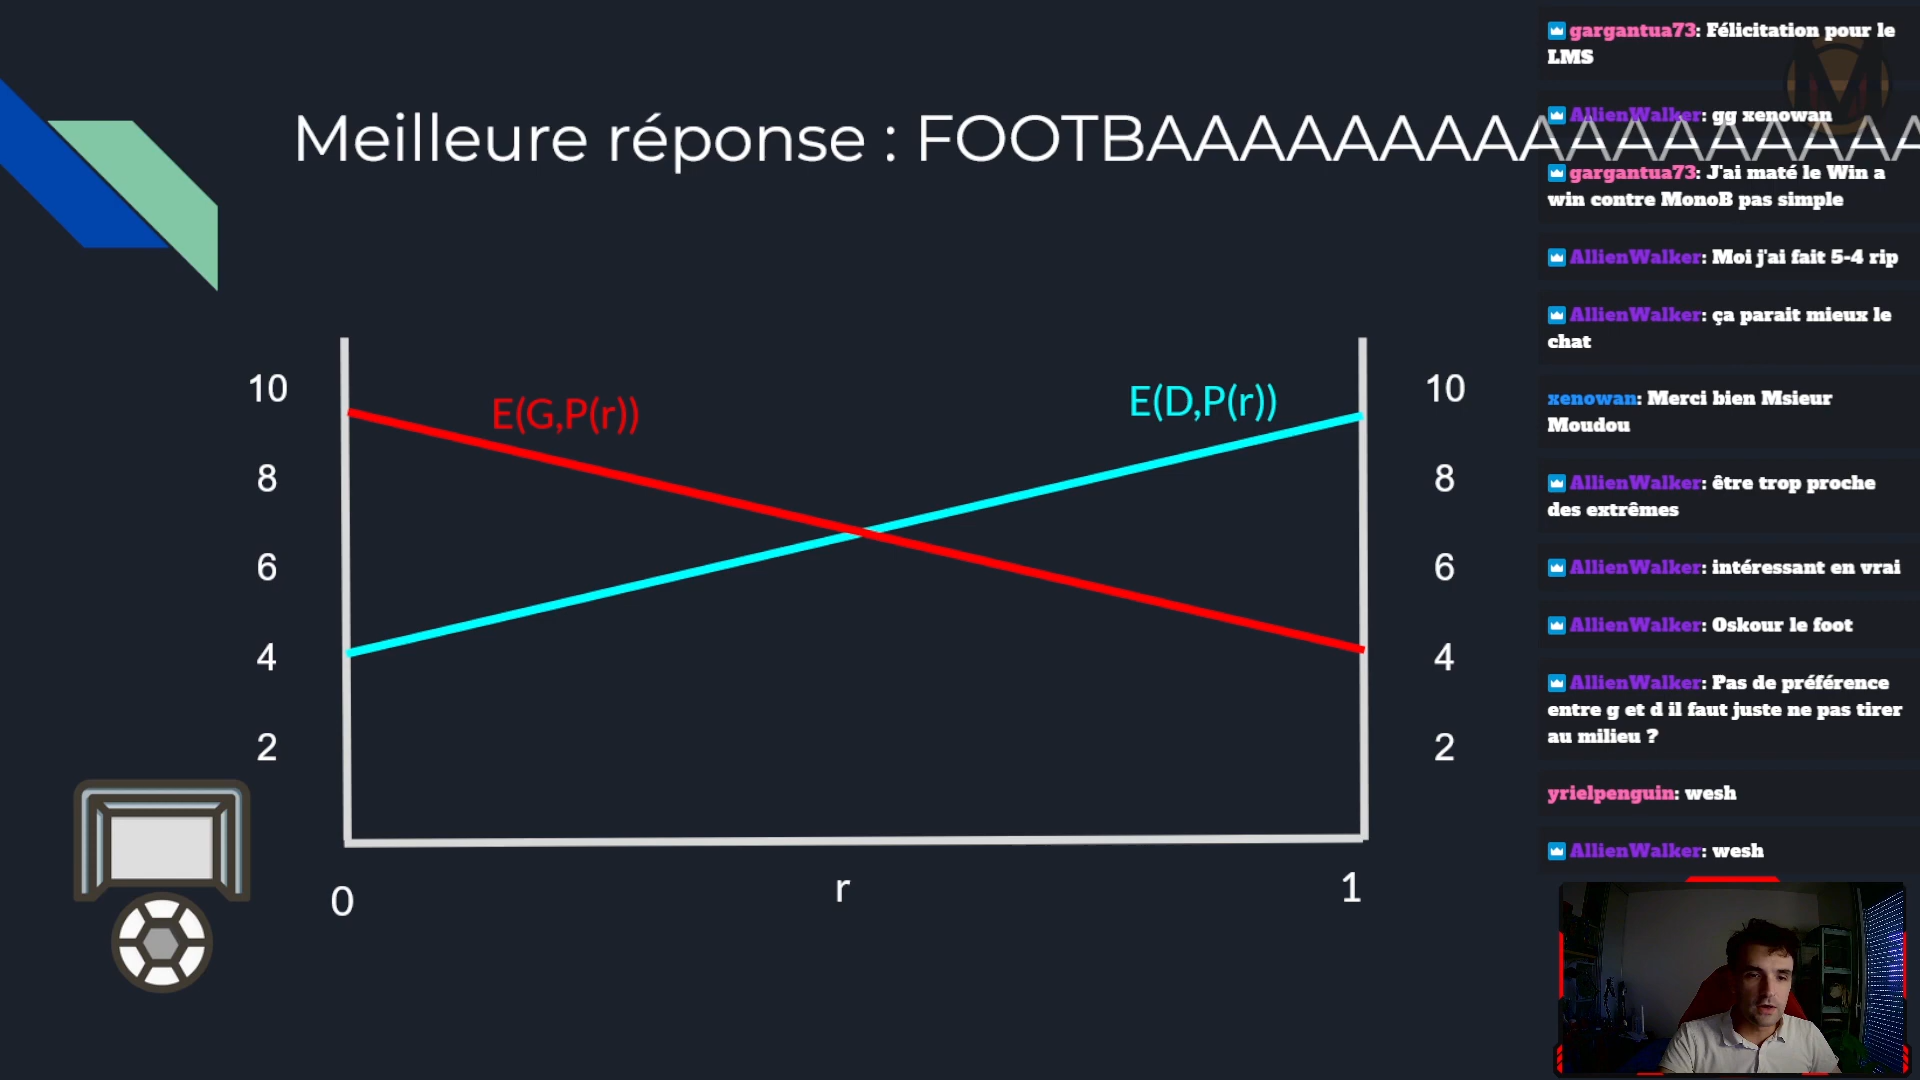 Meilleure réponse : FOOTBAAAAAAAAAAAAAAAAA
10
8
6
4
2
E(G,P(r))
E(D,P(r))
10
8
6
4
2
0
r
1
gargantua73: Félicitation pour le
LMS
AllienWalker: gg xenowan
gargantua73: J'ai maté le Win a
win contre MonoB pas simple
AllienWalker: Moi j'ai fait 5-4 rip
AllienWalker: ça parait mieux le
chat
xenowan: Merci bien Msieur
Moudou
AllienWalker: être trop proche
des extrêmes
AllienWalker: intéressant en vrai
AllienWalker: Oskour le foot
AllienWalker: Pas de préférence
entre g et d il faut juste ne pas tirer
au milieu ?
yrielpenguin: wesh
AllienWalker: wesh